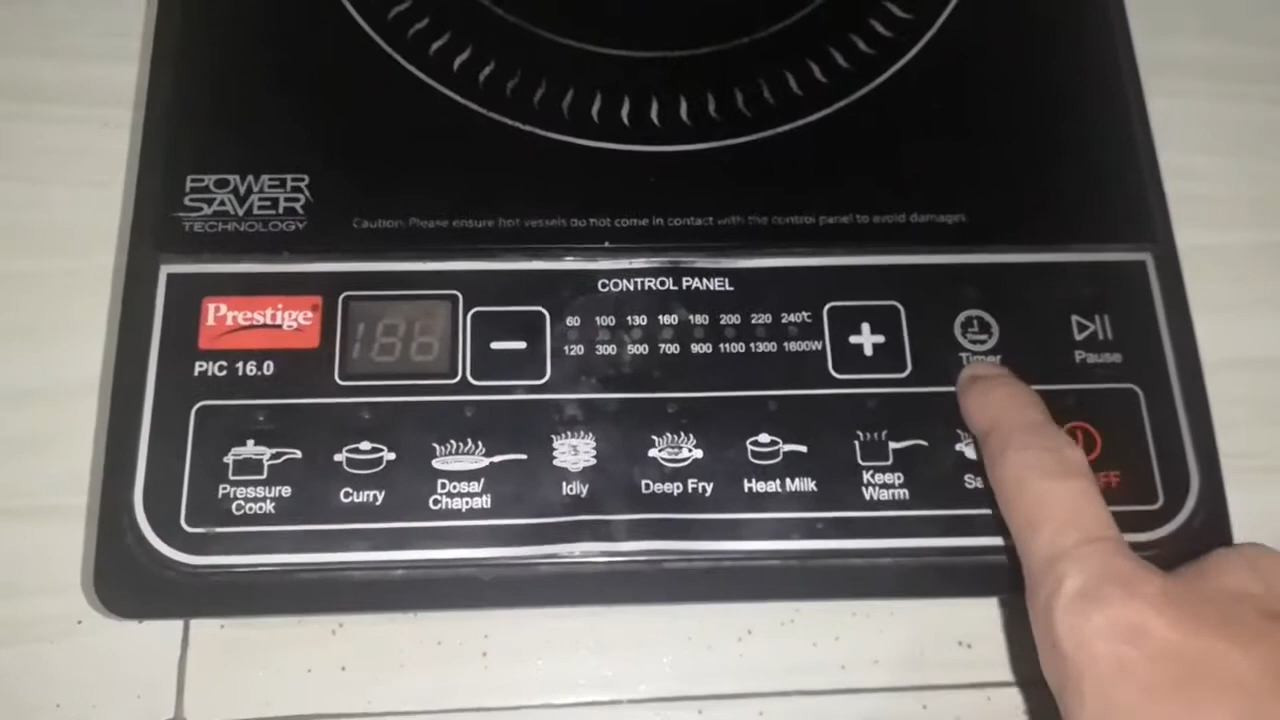 POWER
SAVER
TECHNOLOGY
Caution: Please ensure hot vessels do not come in contact with the control panel to avoid damages.
CONTROL PANEL
Prestige
PIC 16.0
60 100 130 160 180 200 220 240℃
120 300 500 700 900 1100 1300 1600W
Timer
Timer
Pause
Pressure
Cook
Curry
Dosa/
Chapati
Idly
Deep Fry
Heat Milk
Keep
Warm